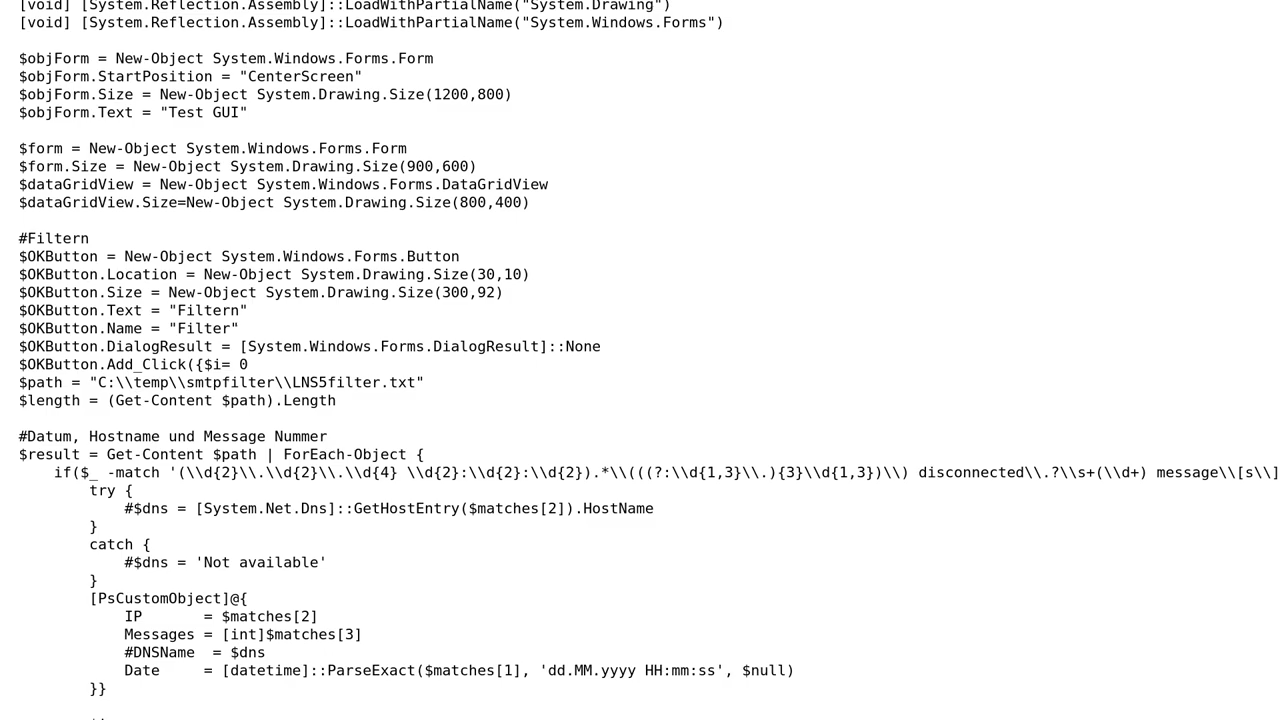 [void] [System.Reflection.Assembly]::LoadWithPartialName("System.Drawing")
[void] [System.Reflection.Assembly]::LoadWithPartialName("System.Windows.Forms")

$objForm = New-Object System.Windows.Forms.Form
$objForm.StartPosition = "CenterScreen"
$objForm.Size = New-Object System.Drawing.Size(1200,800)
$objForm.Text = "Test GUI"

$form = New-Object System.Windows.Forms.Form
$form.Size = New-Object System.Drawing.Size(900,600)
$dataGridView = New-Object System.Windows.Forms.DataGridView
$dataGridView.Size=New-Object System.Drawing.Size(800,400)

#Filtern
$OKButton = New-Object System.Windows.Forms.Button
$OKButton.Location = New-Object System.Drawing.Size(30,10)
$OKButton.Size = New-Object System.Drawing.Size(300,92)
$OKButton.Text = "Filtern"
$OKButton.Name = "Filter"
$OKButton.DialogResult = [System.Windows.Forms.DialogResult]::None
$OKButton.Add_Click({$i= 0
$path = "C:\\temp\\smtpfilter\\LNS5filter.txt"
$length = (Get-Content $path).Length

#Datum, Hostname und Message Nummer
$result = Get-Content $path | ForEach-Object {
    if($_ -match '(\\d{2}\\.\\d{2}\\.\\d{4} \\d{2}:\\d{2}:\\d{2}).*\\(((?:\\d{1,3}\\.){3}\\d{1,3})\\) disconnected\\.?\\s+(\\d+) message\\[s\\]
        try {
            #$dns = [System.Net.Dns]::GetHostEntry($matches[2]).HostName
        }
        catch {
            #$dns = 'Not available'
        }
        [PsCustomObject]@{
            IP       = $matches[2]
            Messages = [int]$matches[3]
            #DNSName  = $dns
            Date     = [datetime]::ParseExact($matches[1], 'dd.MM.yyyy HH:mm:ss', $null)
        }}